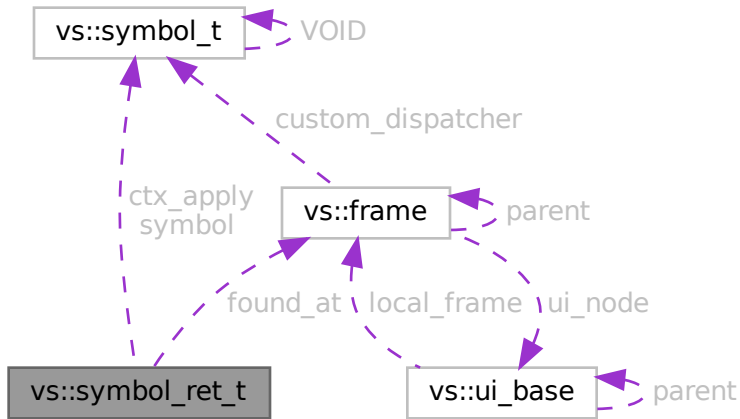 vs::symbol_t
VOID
custom_dispatcher
ctx_apply
symbol
vs::frame
parent
found_at
local_frame
ui_node
vs::symbol_ret_t
vs::ui_base
parent